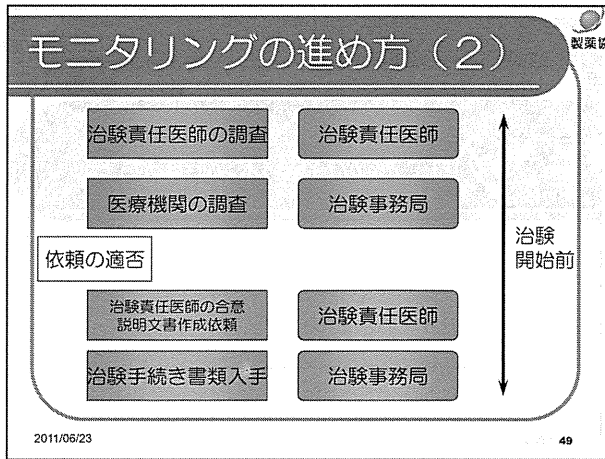 製薬協
モニタリングの進め方(2)
治験責任医師の調査
治験責任医師
医療機関の調査
治験事務局
依頼の適否
治験責任医師の合意
説明文書作成依頼
治験責任医師
治験手続き書類入手
治験事務局
治験
開始前
2011/06/23
49